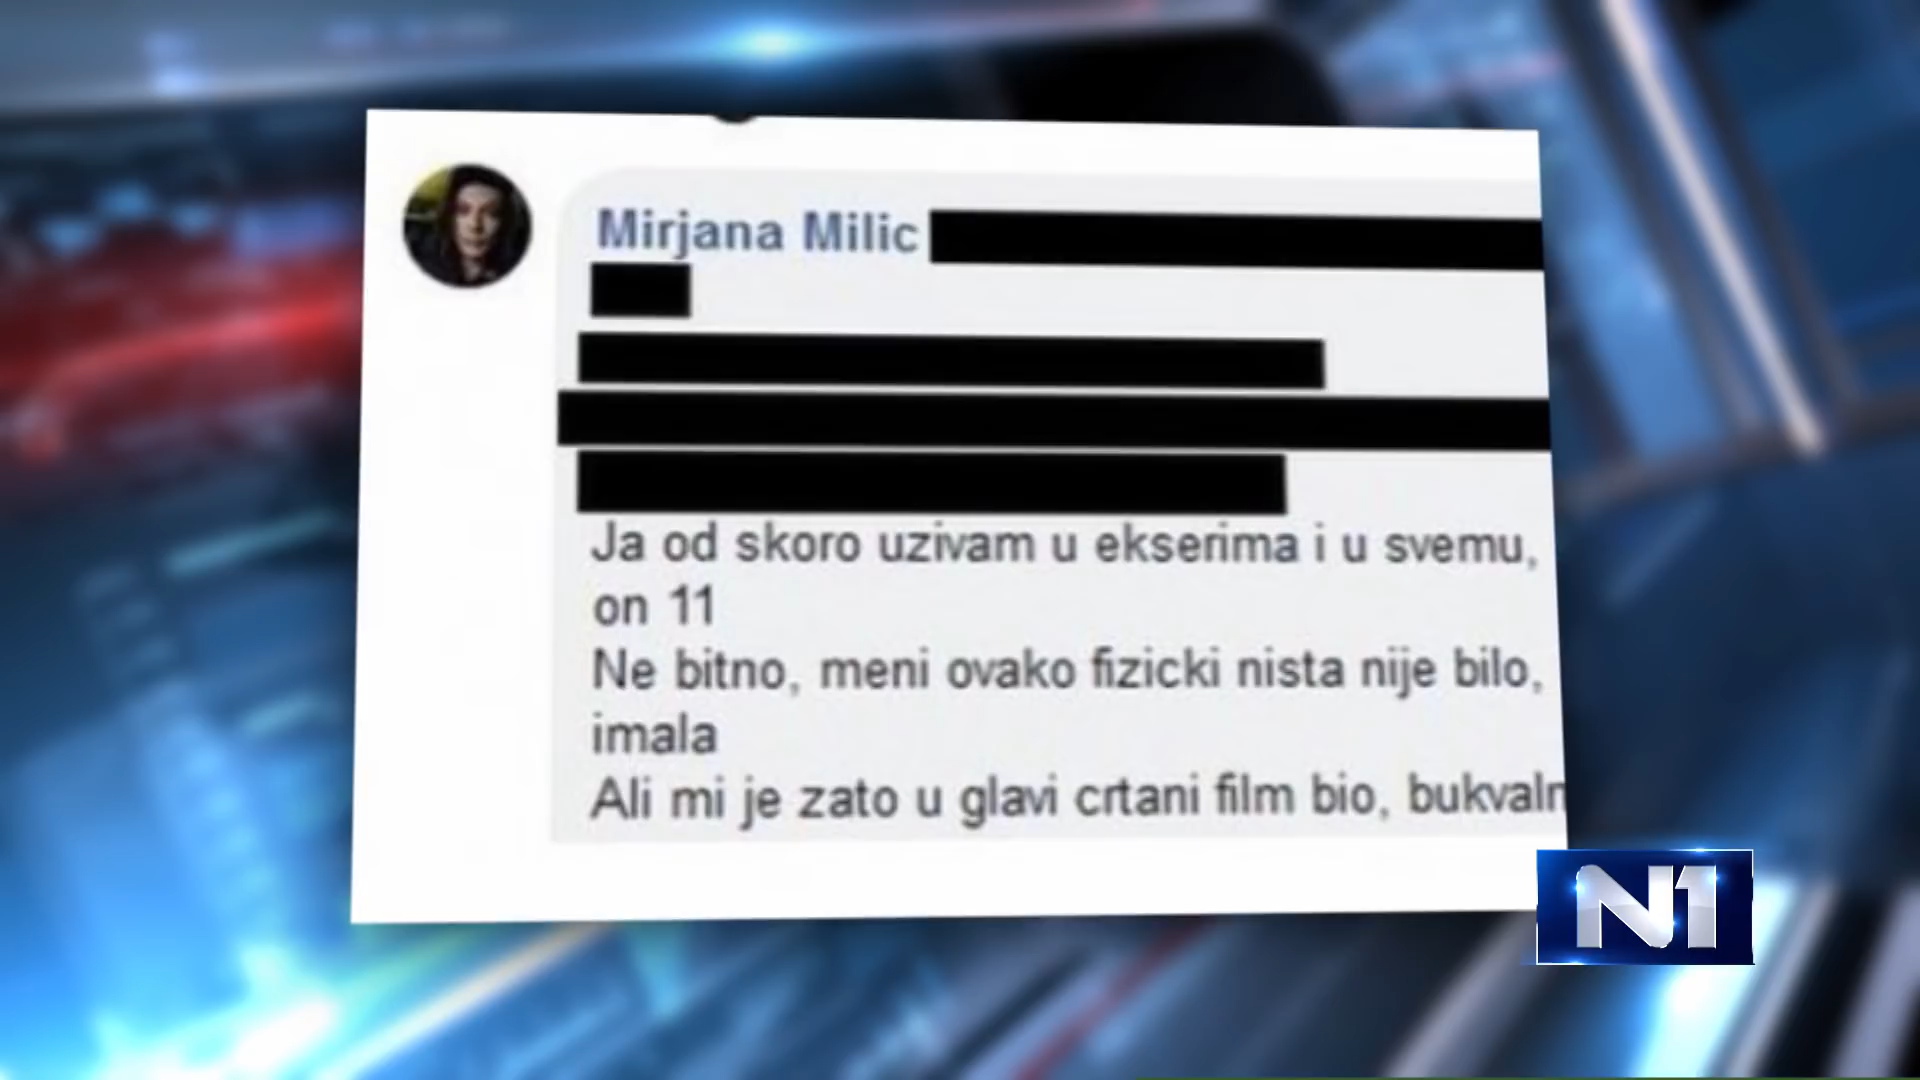 Mirjana Milic
Ja od skoro uzivam u ekserima i u svemu,
on 11
Ne bitno, meni ovako fizicki nista nije bilo,
imala
Ali mi je zato u glavi crtani film bio, bukvaln
N1